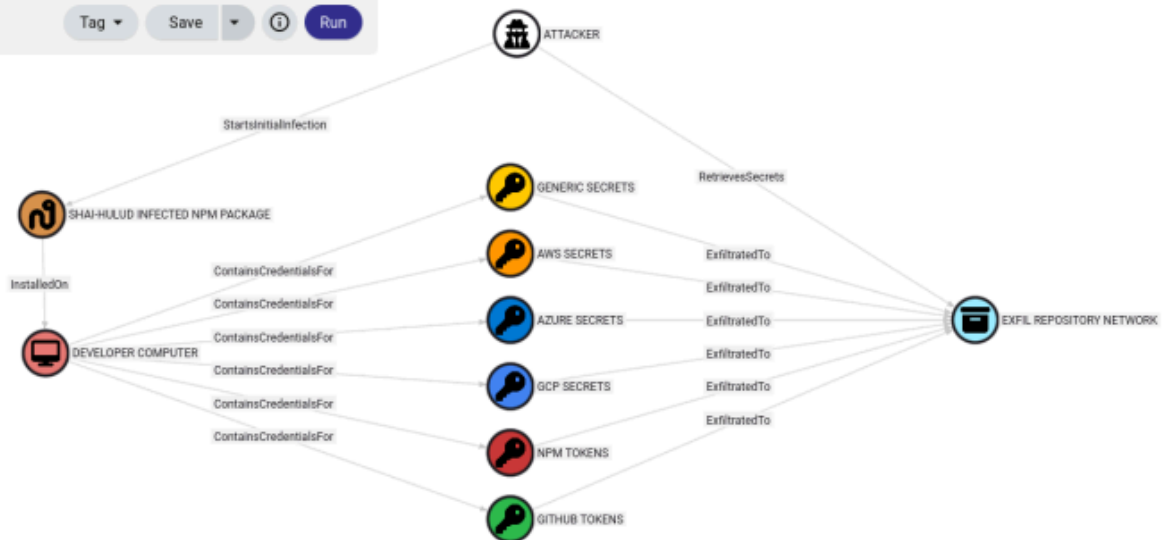 Tag Save Run
ATTACKER
StartsInitialInfection
RetrievesSecrets
GENERIC SECRETS
SHAI-HULUD INFECTED NPM PACKAGE
AWS SECRETS
ExfiltratedTo
ContainsCredentialsFor
InstalledOn
ExfiltratedTo
ContainsCredentialsFor
AZURE SECRETS
ExfiltratedTo
EXFIL REPOSITORY NETWORK
ContainsCredentialsFor
DEVELOPER COMPUTER
ExfiltratedTo
ContainsCredentialsFor
GCP SECRETS
ExfiltratedTo
ContainsCredentialsFor
ExfiltratedTo
ContainsCredentialsFor
NPM TOKENS
GITHUB TOKENS